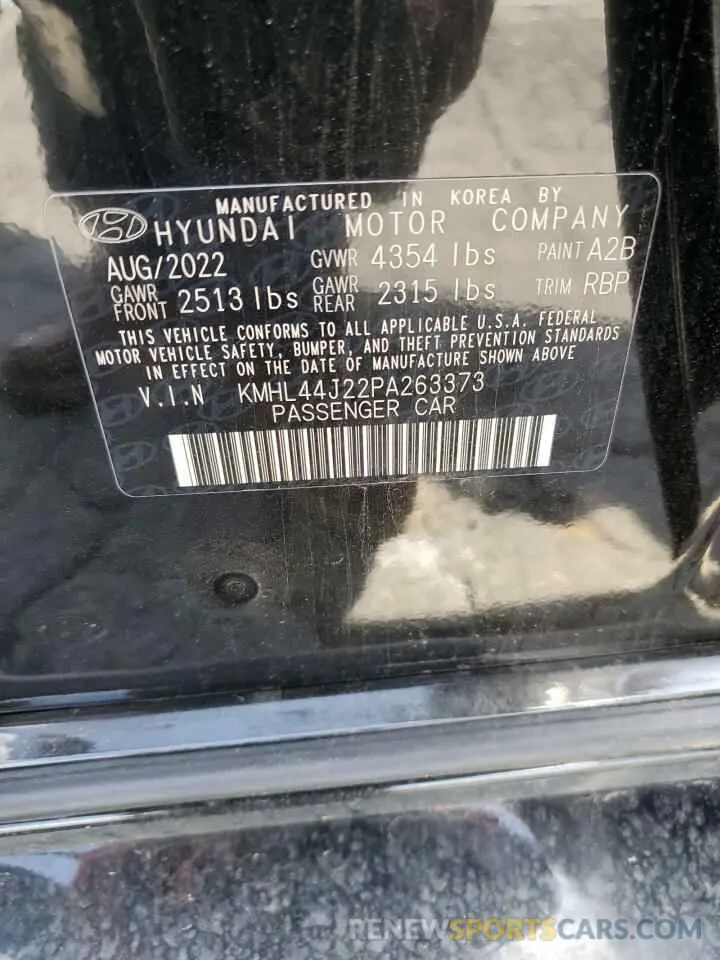 MANUFACTURED IN KOREA BY
HYUNDAI MOTOR COMPANY
AUG/2022 GVWR 4354 lbs PAINT A2B
GAWR FRONT 2513 lbs GAWR REAR 2315 lbs TRIM RBP
THIS VEHICLE CONFORMS TO ALL APPLICABLE U.S.A. FEDERAL
MOTOR VEHICLE SAFETY, BUMPER, AND THEFT PREVENTION STANDARDS
IN EFFECT ON THE DATE OF MANUFACTURE SHOWN ABOVE
V.I.N KMHL44J22PA263373
PASSENGER CAR
RENEWSPORTSCARS.COM